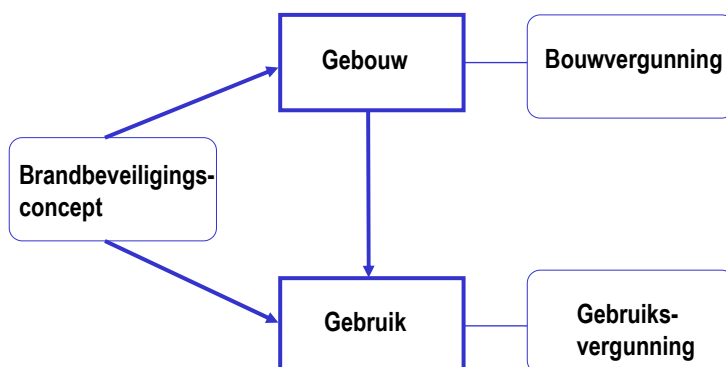 Gebouw
Bouwvergunning
Brandbeveiligings-
concept
Gebruik
Gebruiks-
vergunning